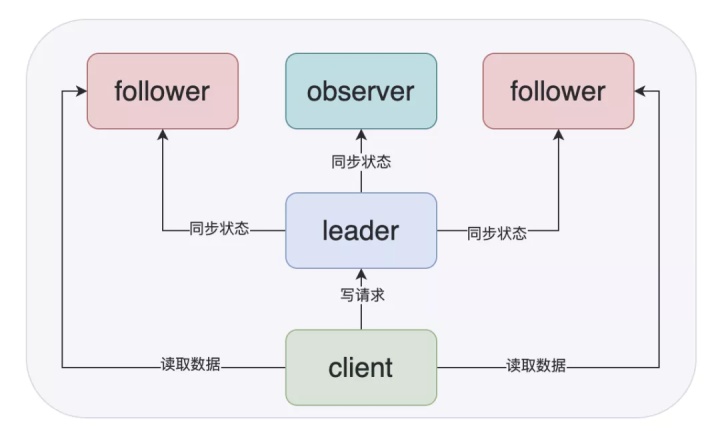 follower
observer
follower
同步状态
同步状态
leader
同步状态
写请求
读取数据
client
读取数据